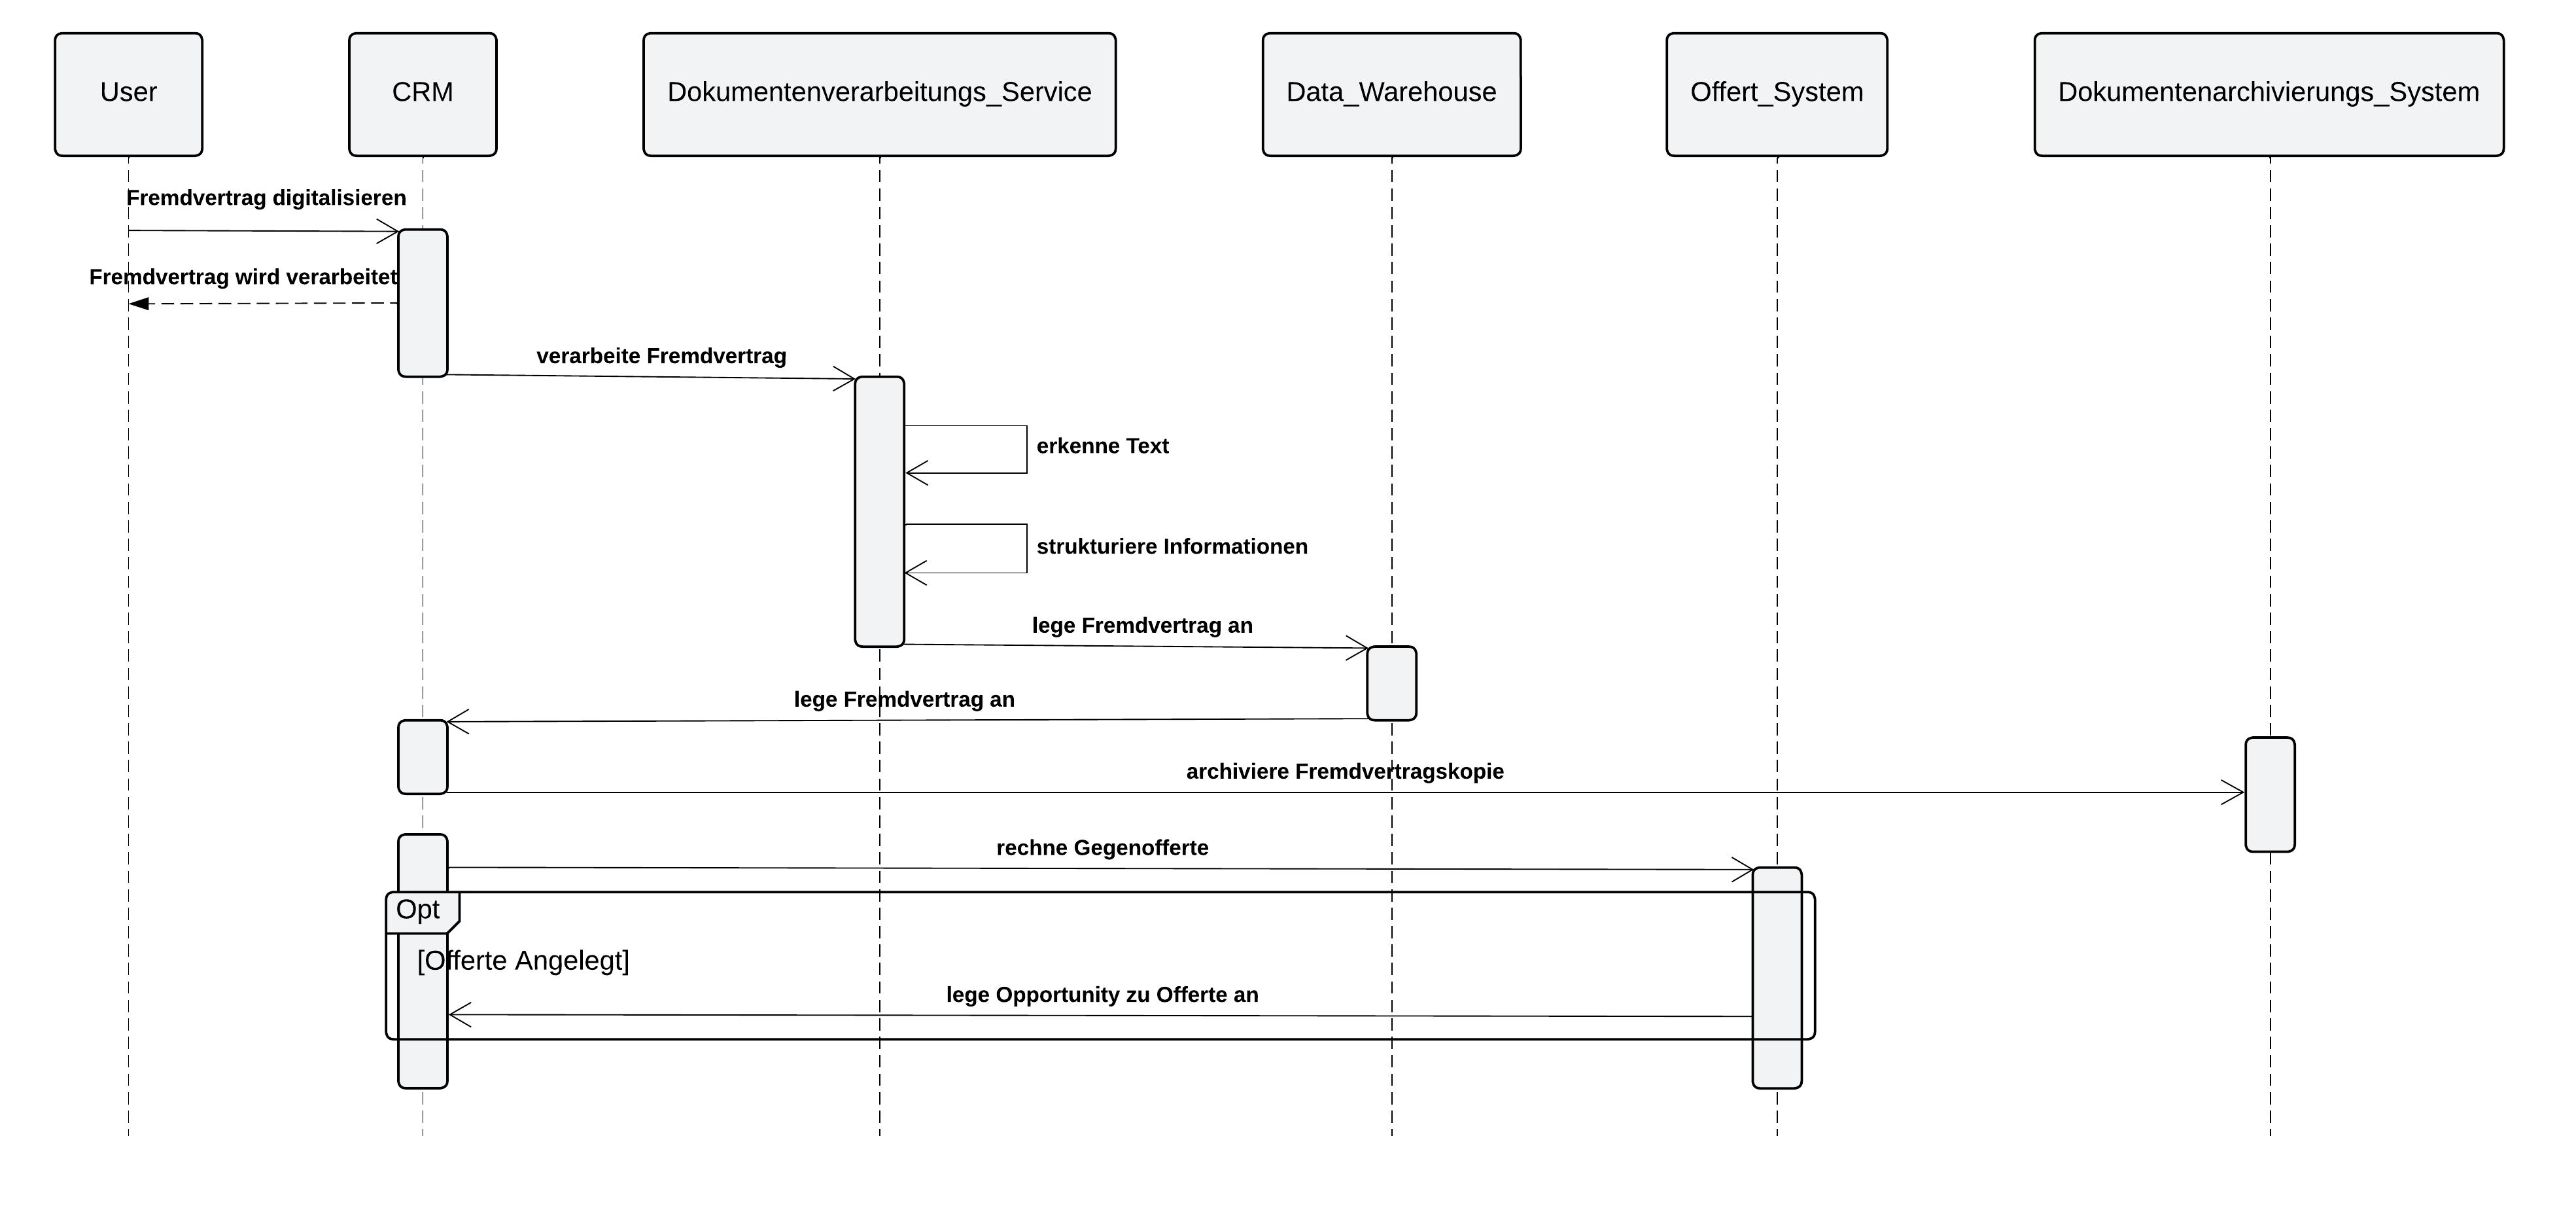 User
CRM
Dokumentenverarbeitungs_Service
Data_Warehouse
Offert_System
Dokumentenarchivierungs_System
Fremdvertrag digitalisieren
Fremdvertrag wird verarbeitet
verarbeite Fremdvertrag
erkenne Text
strukturiere Informationen
lege Fremdvertrag an
lege Fremdvertrag an
archiviere Fremdvertragskopie
rechne Gegenofferte
Opt
[Offerte Angelegt]
lege Opportunity zu Offerte an